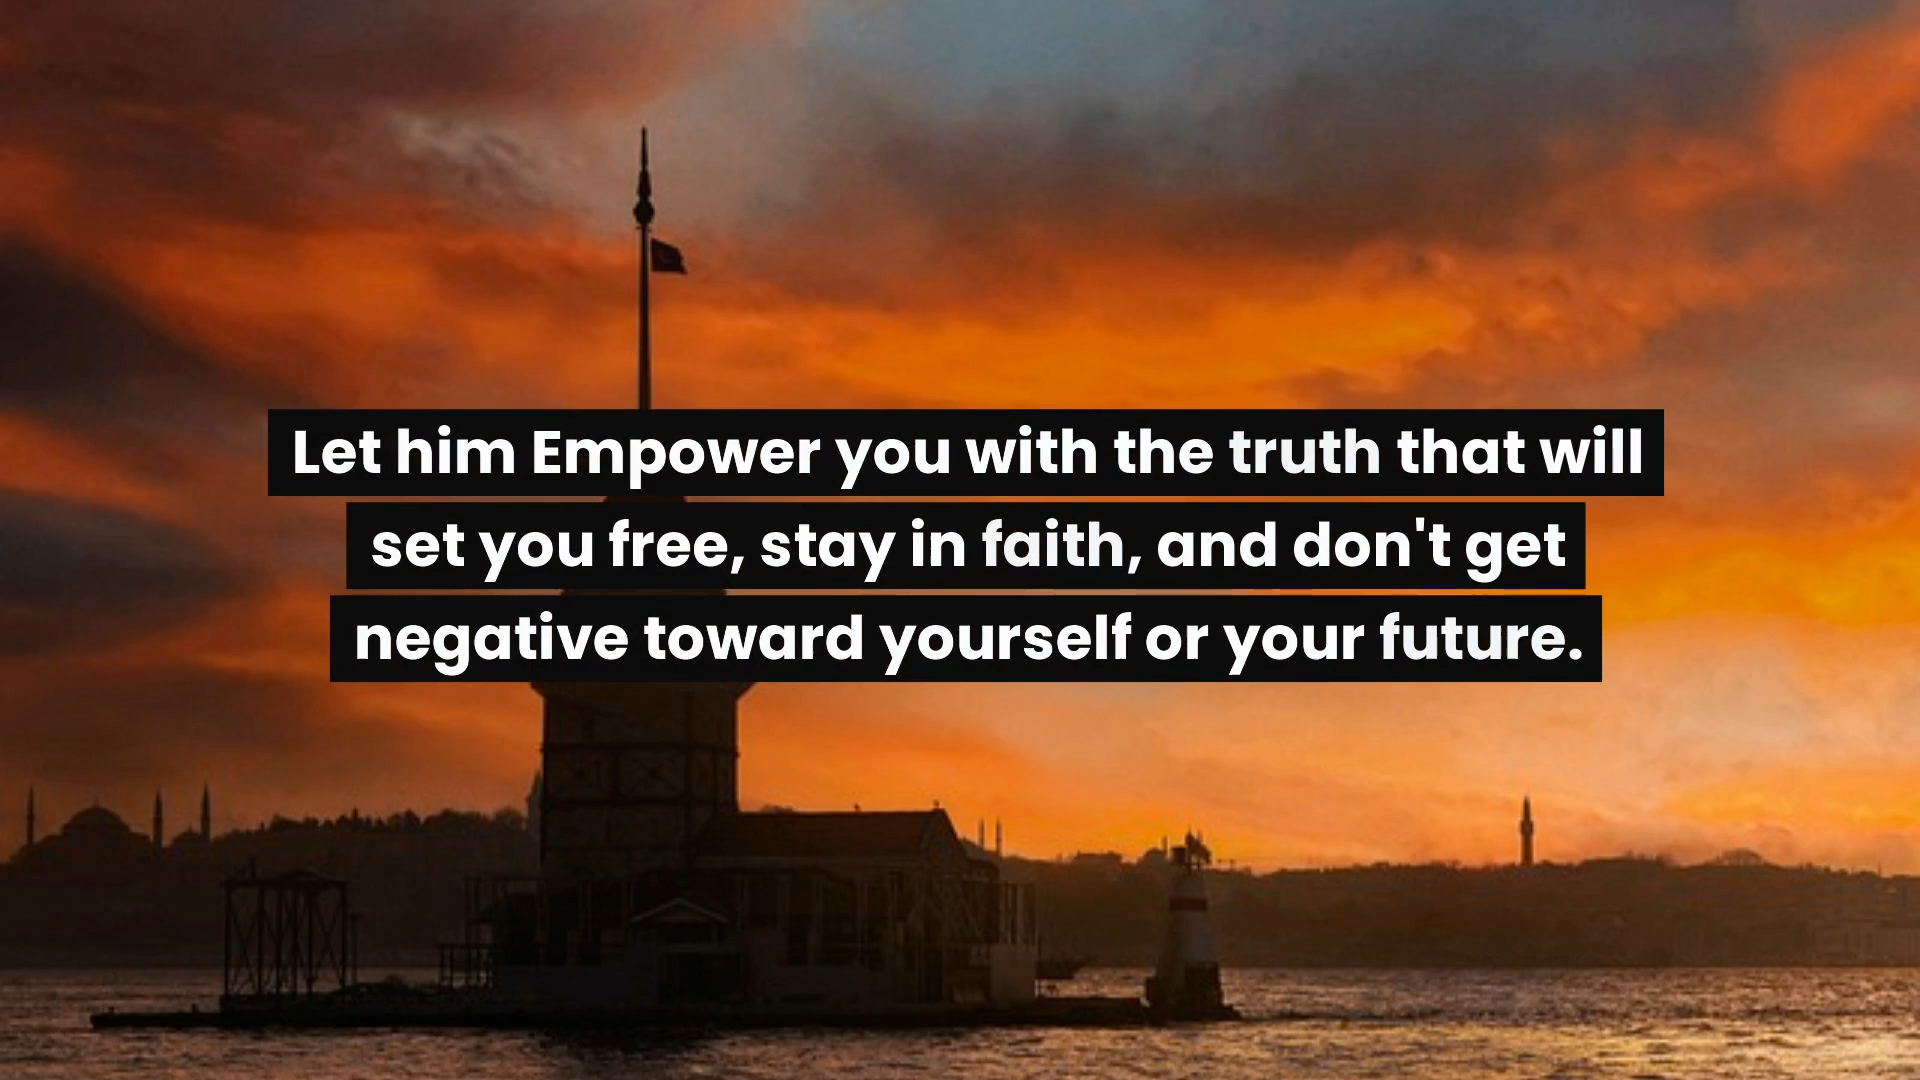 Let him Empower you with the truth that will
set you free, stay in faith, and don't get
negative toward yourself or your future.